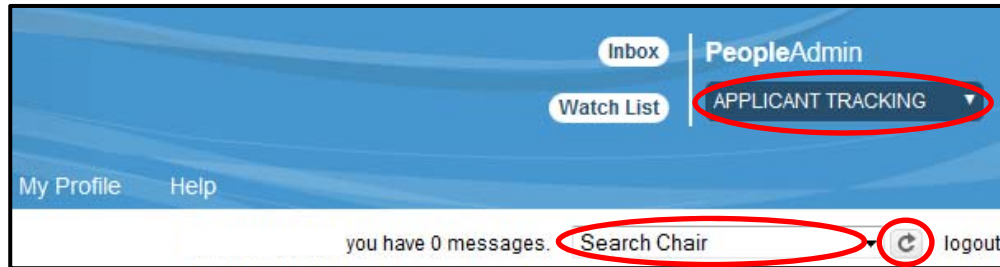 Inbox
PeopleAdmin
Watch List
APPLICANT TRACKING
My Profile Help
you have 0 messages. Search Chair logout